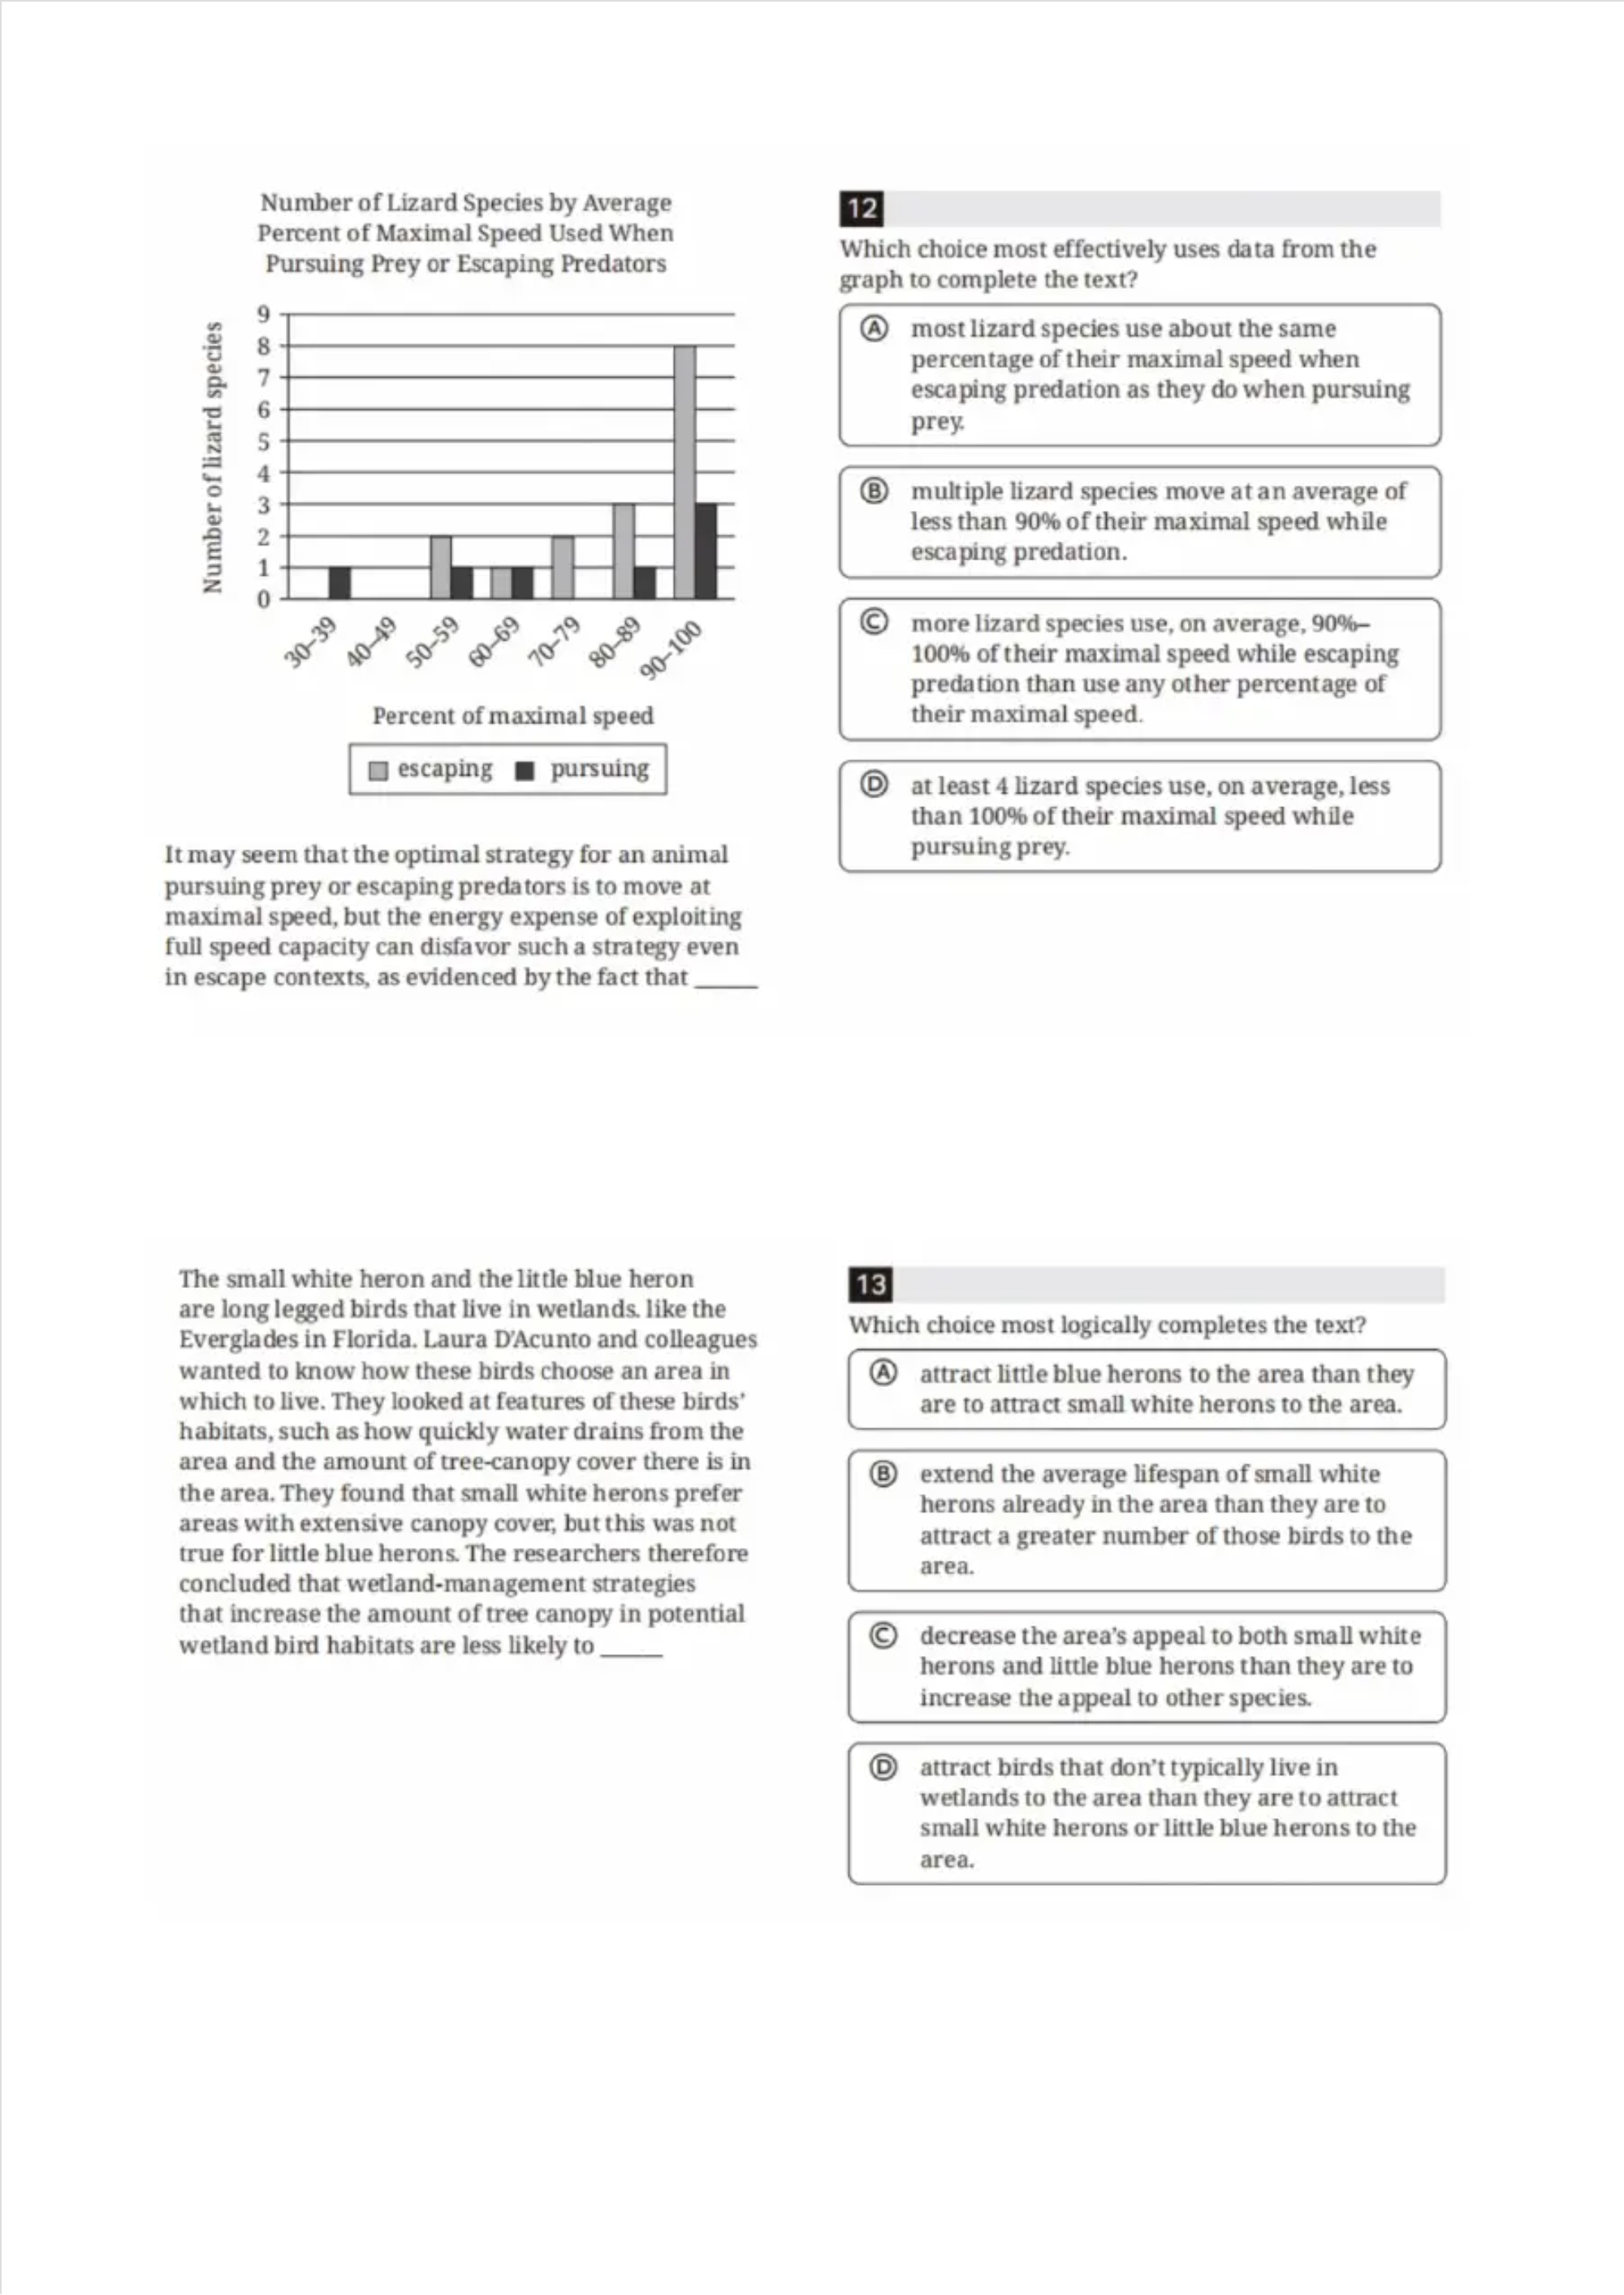 Number of Lizard Species by Average
Percent of Maximal Speed Used When
Pursuing Prey or Escaping Predators
Number of lizard species
9
8
7
6
5
4
3
2
1
0
30–39
40–49
50–59
60–69
70–79
80–89
90–100
Percent of maximal speed
escaping pursuing
It may seem that the optimal strategy for an animal
pursuing prey or escaping predators is to move at
maximal speed, but the energy expense of exploiting
full speed capacity can disfavor such a strategy even
in escape contexts, as evidenced by the fact that ______
12
Which choice most effectively uses data from the
graph to complete the text?
A most lizard species use about the same
percentage of their maximal speed when
escaping predation as they do when pursuing
prey.
B multiple lizard species move at an average of
less than 90% of their maximal speed while
escaping predation.
C more lizard species use, on average, 90%–
100% of their maximal speed while escaping
predation than use any other percentage of
their maximal speed.
D at least 4 lizard species use, on average, less
than 100% of their maximal speed while
pursuing prey.
The small white heron and the little blue heron
are long legged birds that live in wetlands. like the
Everglades in Florida. Laura D'Acunto and colleagues
wanted to know how these birds choose an area in
which to live. They looked at features of these birds'
habitats, such as how quickly water drains from the
area and the amount of tree-canopy cover there is in
the area. They found that small white herons prefer
areas with extensive canopy cover, but this was not
true for little blue herons. The researchers therefore
concluded that wetland-management strategies
that increase the amount of tree canopy in potential
wetland bird habitats are less likely to ______
13
Which choice most logically completes the text?
A attract little blue herons to the area than they
are to attract small white herons to the area.
B extend the average lifespan of small white
herons already in the area than they are to
attract a greater number of those birds to the
area.
C decrease the area's appeal to both small white
herons and little blue herons than they are to
increase the appeal to other species.
D attract birds that don't typically live in
wetlands to the area than they are to attract
small white herons or little blue herons to the
area.